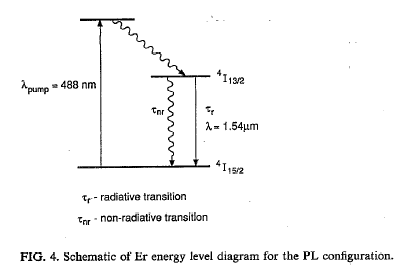 ⁴I₁₃/₂
λpump = 488 nm
τnr
τr
λ = 1.54μm
⁴I₁₅/₂
τr - radiative transition
τnr - non-radiative transition
FIG. 4. Schematic of Er energy level diagram for the PL configuration.